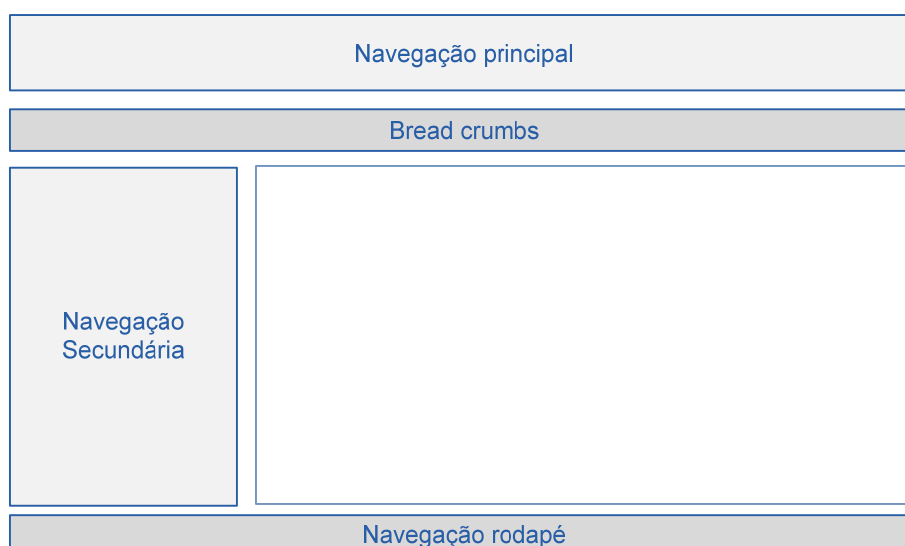 Navegação principal
Bread crumbs
Navegação
Secundária
Navegação rodapé